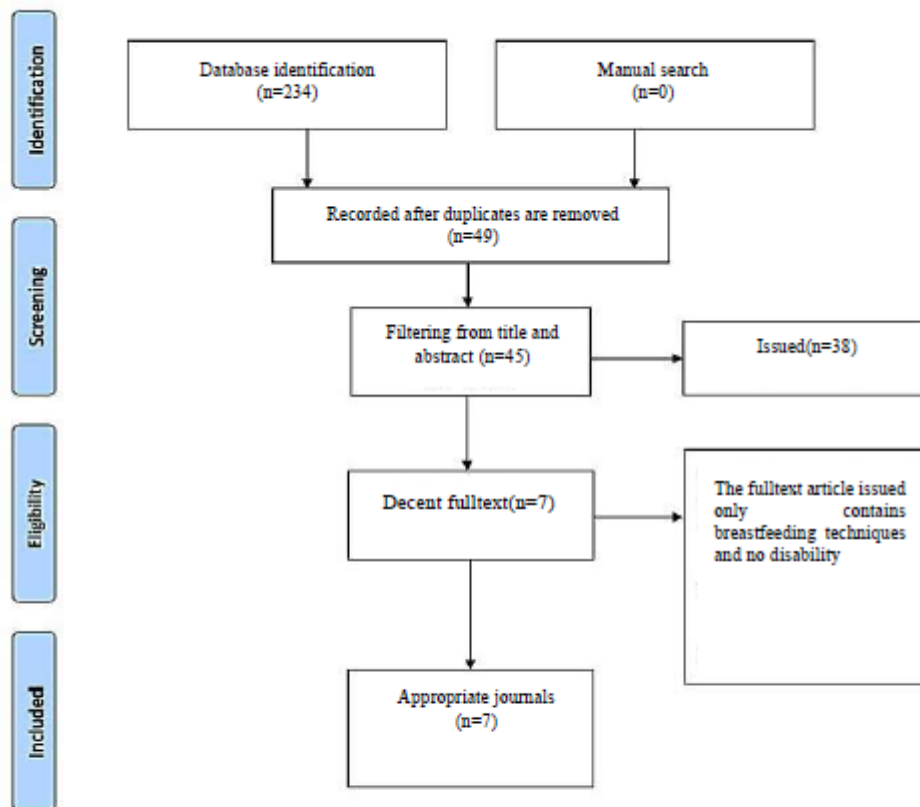 Identification
Database identification
(n=234)
Manual search
(n=0)
Recorded after duplicates are removed
(n=49)
Screening
Filtering from title and
abstract (n=45)
Issued(n=38)
Eligibility
Decent fulltext(n=7)
The fulltext article issued
only contains
breastfeeding techniques
and no disability
Included
Appropriate journals
(n=7)